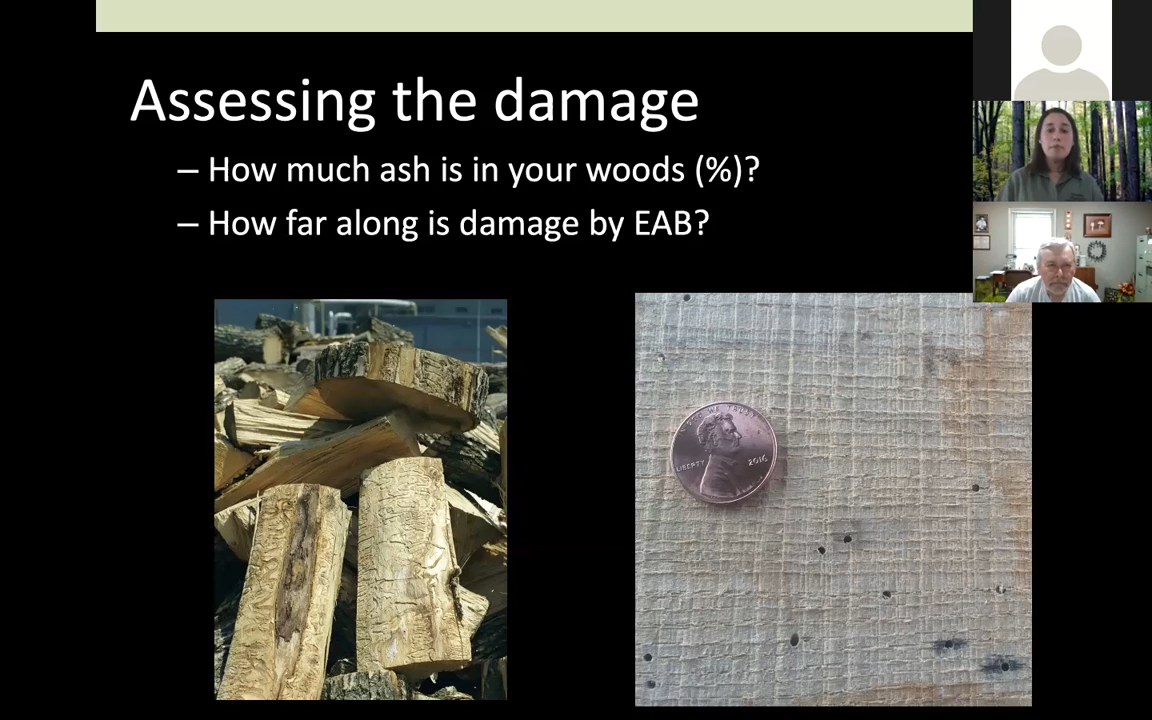 Assessing the damage
– How much ash is in your woods (%)?
– How far along is damage by EAB?
LIBERTY
2016